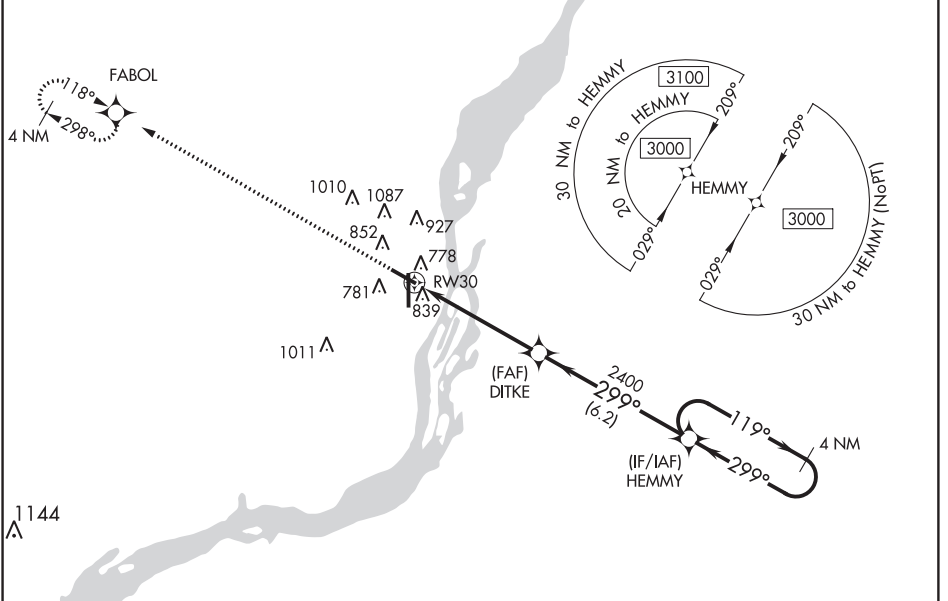 FABOL
118°
298°
4 NM
1010
1087
927
852
778
RW30
781
839
1011
1144
(FAF)
DITKE
2400
299°
(6.2)
(IF/IAF)
HEMMY
119°
299°
4 NM
30 NM to HEMMY
3100
209°
20 NM to HEMMY
3000
029°
HEMMY
209°
3000
029°
30 NM to HEMMY (NoPT)